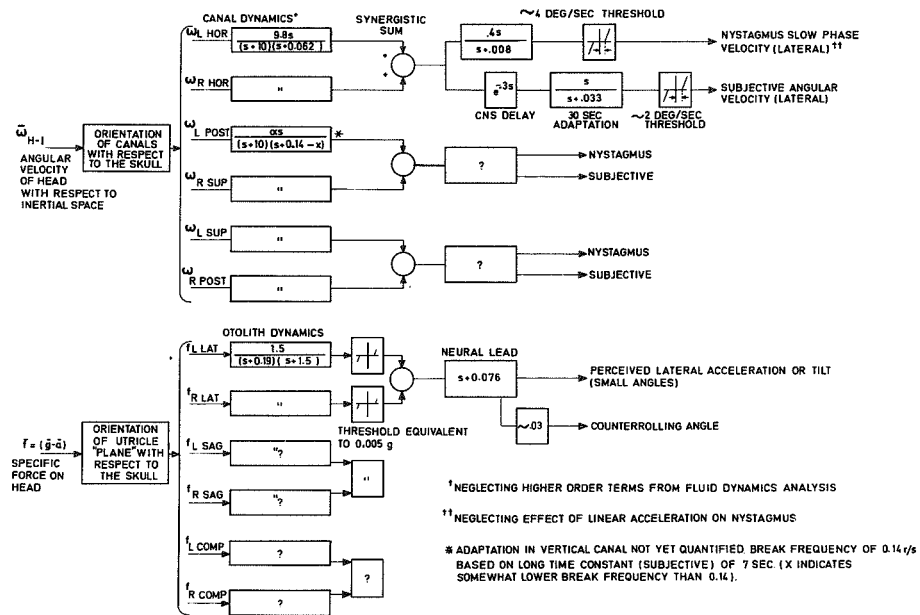 CANAL DYNAMICS†
SYNERGISTIC
SUM
~4 DEG/SEC THRESHOLD
ωL HOR
9.8s
(s+10)(s+0.062)
+
+
.4s
s+.008
NYSTAGMUS SLOW PHASE
VELOCITY (LATERAL)††
ωR HOR
"
e-.3s
CNS DELAY
s
s+.033
30 SEC
ADAPTATION
~2 DEG/SEC
THRESHOLD
SUBJECTIVE ANGULAR
VELOCITY (LATERAL)
ω̄H-I
ANGULAR
VELOCITY
OF HEAD
WITH RESPECT TO
INERTIAL SPACE
ORIENTATION
OF CANALS
WITH RESPECT
TO THE SKULL
ωL POST
αs
(s+10)(s+0.14-x)
*
ωR SUP
"
?
NYSTAGMUS
SUBJECTIVE
ωL SUP
"
ωR POST
"
?
NYSTAGMUS
SUBJECTIVE
OTOLITH DYNAMICS
fL LAT
1.5
(s+0.19)(s+1.5)
NEURAL LEAD
s+0.076
PERCEIVED LATERAL ACCELERATION OR TILT
(SMALL ANGLES)
fR LAT
"
THRESHOLD EQUIVALENT
TO 0.005 g
~.03
COUNTERROLLING ANGLE
f̄=(ḡ-ā)
SPECIFIC
FORCE ON
HEAD
ORIENTATION
OF UTRICLE
"PLANE" WITH
RESPECT TO
THE SKULL
fL SAG
"?
fR SAG
"?
"
fL COMP
?
fR COMP
?
?
†NEGLECTING HIGHER ORDER TERMS FROM FLUID DYNAMICS ANALYSIS
††NEGLECTING EFFECT OF LINEAR ACCELERATION ON NYSTAGMUS
* ADAPTATION IN VERTICAL CANAL NOT YET QUANTIFIED, BREAK FREQUENCY OF 0.14 r/s
BASED ON LONG TIME CONSTANT (SUBJECTIVE) OF 7 SEC. (X INDICATES
SOMEWHAT LOWER BREAK FREQUENCY THAN 0.14).